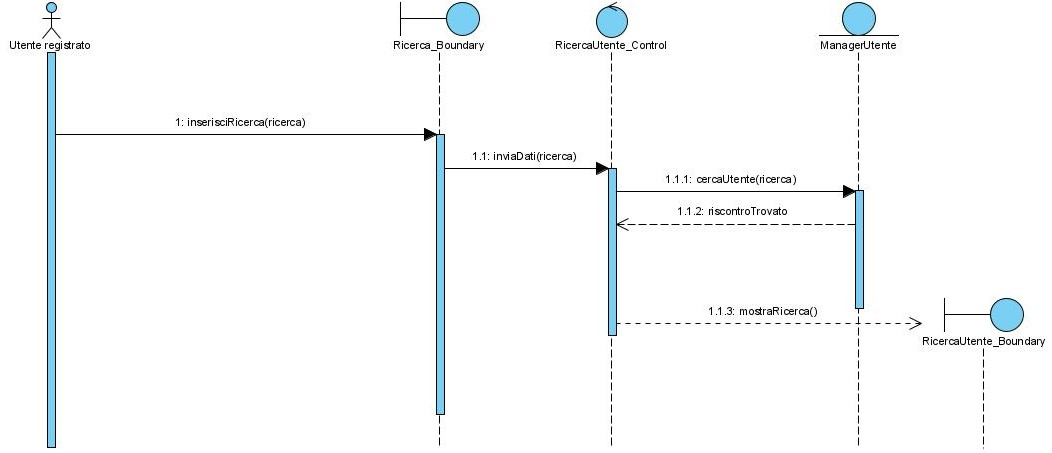 Utente registrato
Ricerca_Boundary
RicercaUtente_Control
ManagerUtente
1: inserisciRicerca(ricerca)
1.1: inviaDati(ricerca)
1.1.1: cercaUtente(ricerca)
1.1.2: riscontroTrovato
1.1.3: mostraRicerca()
RicercaUtente_Boundary